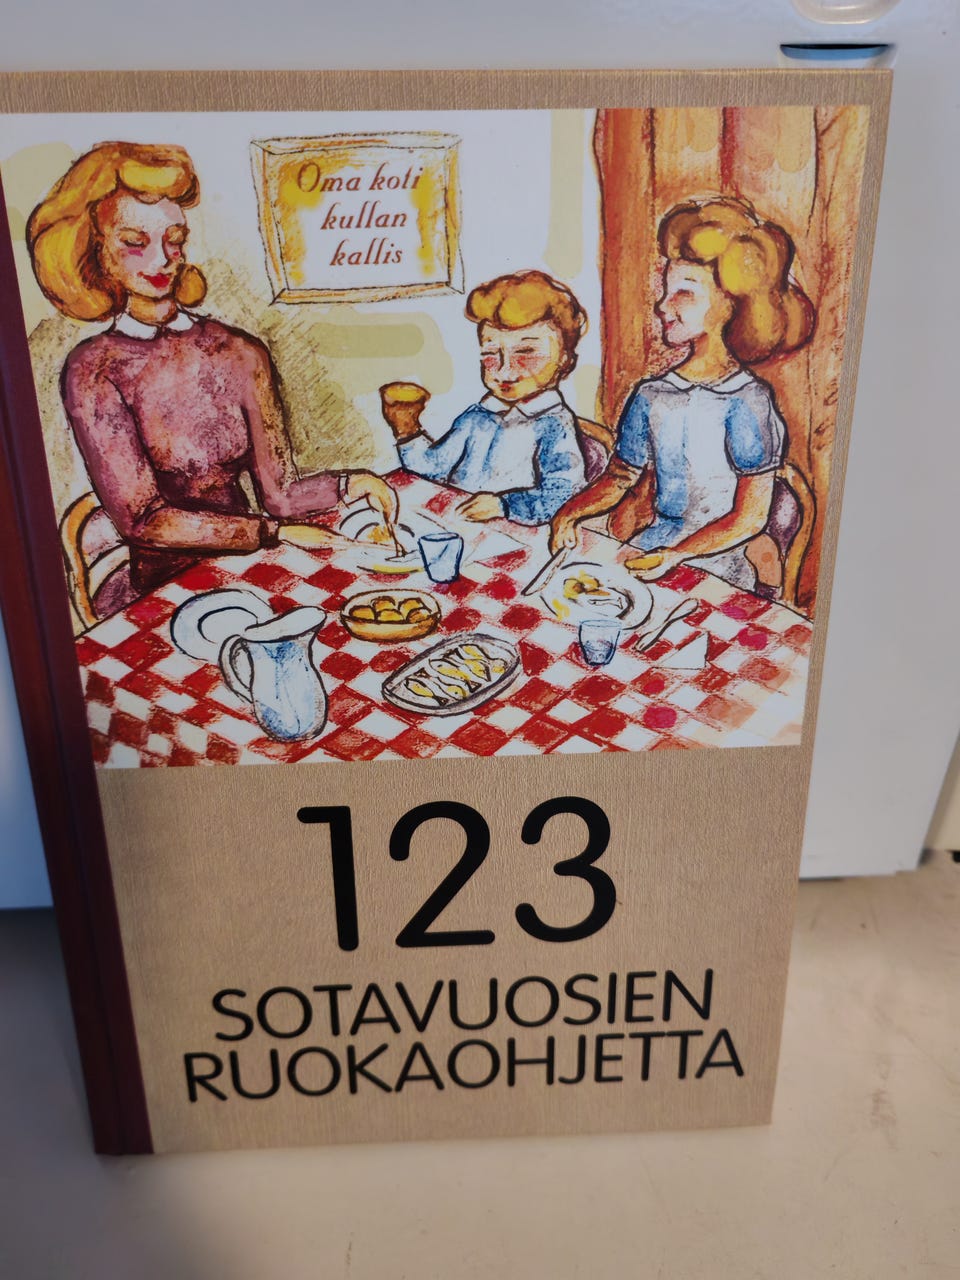 Oma koti
kullan
kallis
123
SOTAVUOSIEN
RUOKAOHJETTA